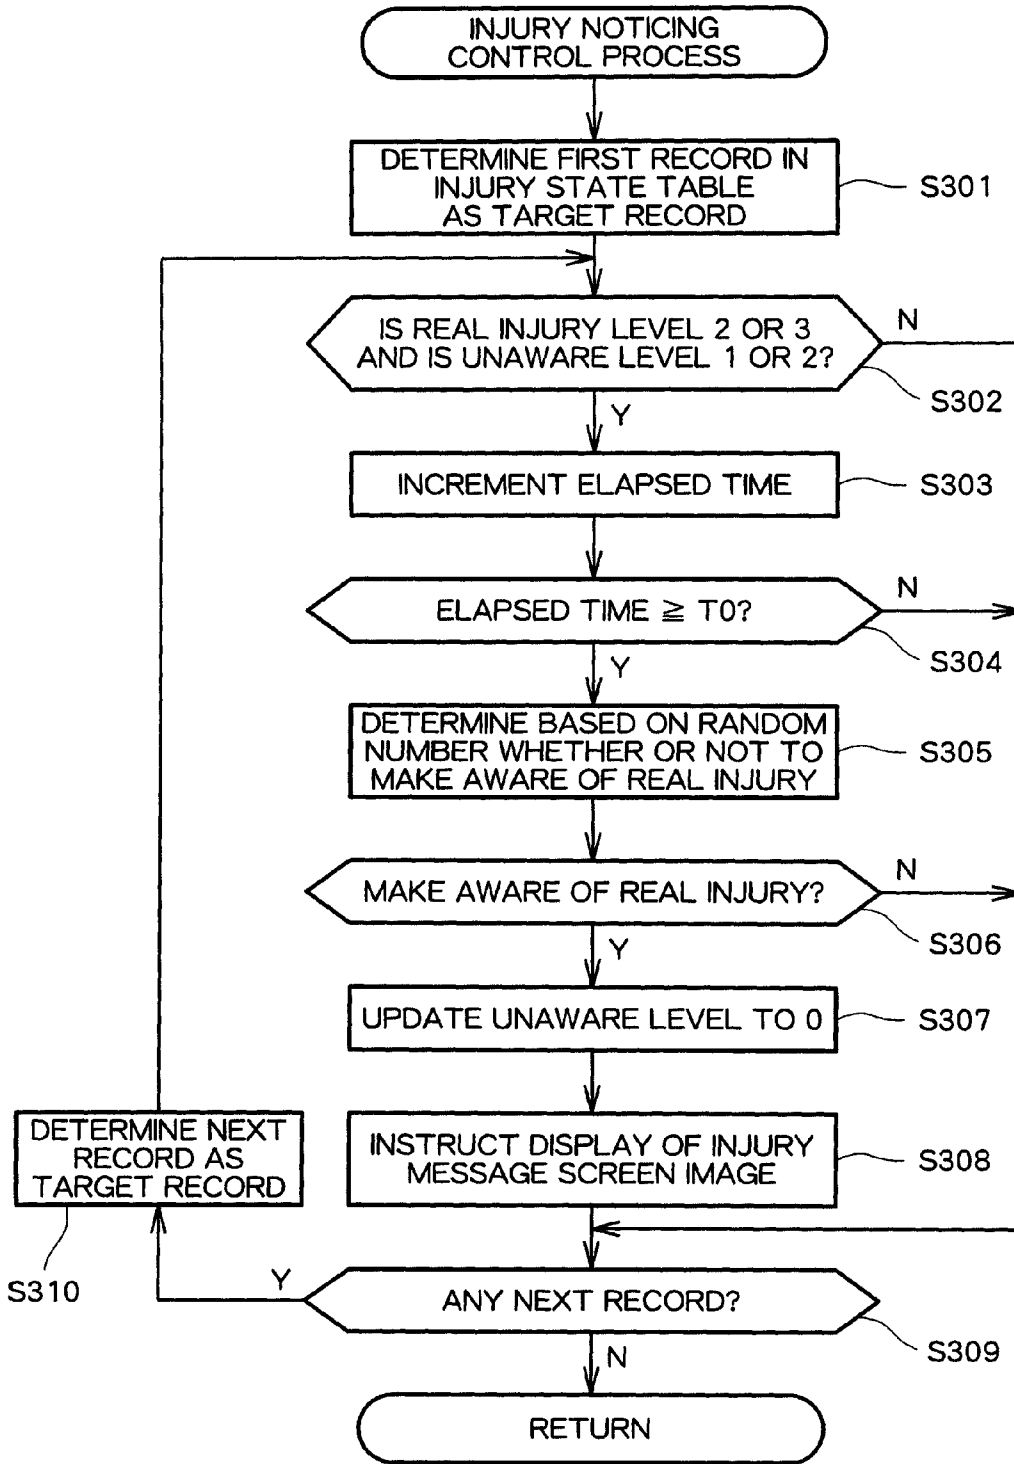 INJURY NOTICING
CONTROL PROCESS
DETERMINE FIRST RECORD IN
INJURY STATE TABLE
AS TARGET RECORD
S301
IS REAL INJURY LEVEL 2 OR 3
AND IS UNAWARE LEVEL 1 OR 2?
N
S302
Y
INCREMENT ELAPSED TIME
S303
ELAPSED TIME ≧ T0?
N
S304
Y
DETERMINE BASED ON RANDOM
NUMBER WHETHER OR NOT TO
MAKE AWARE OF REAL INJURY
S305
MAKE AWARE OF REAL INJURY?
N
S306
Y
UPDATE UNAWARE LEVEL TO 0
S307
INSTRUCT DISPLAY OF INJURY
MESSAGE SCREEN IMAGE
S308
DETERMINE NEXT
RECORD AS
TARGET RECORD
S310
Y
ANY NEXT RECORD?
S309
N
RETURN